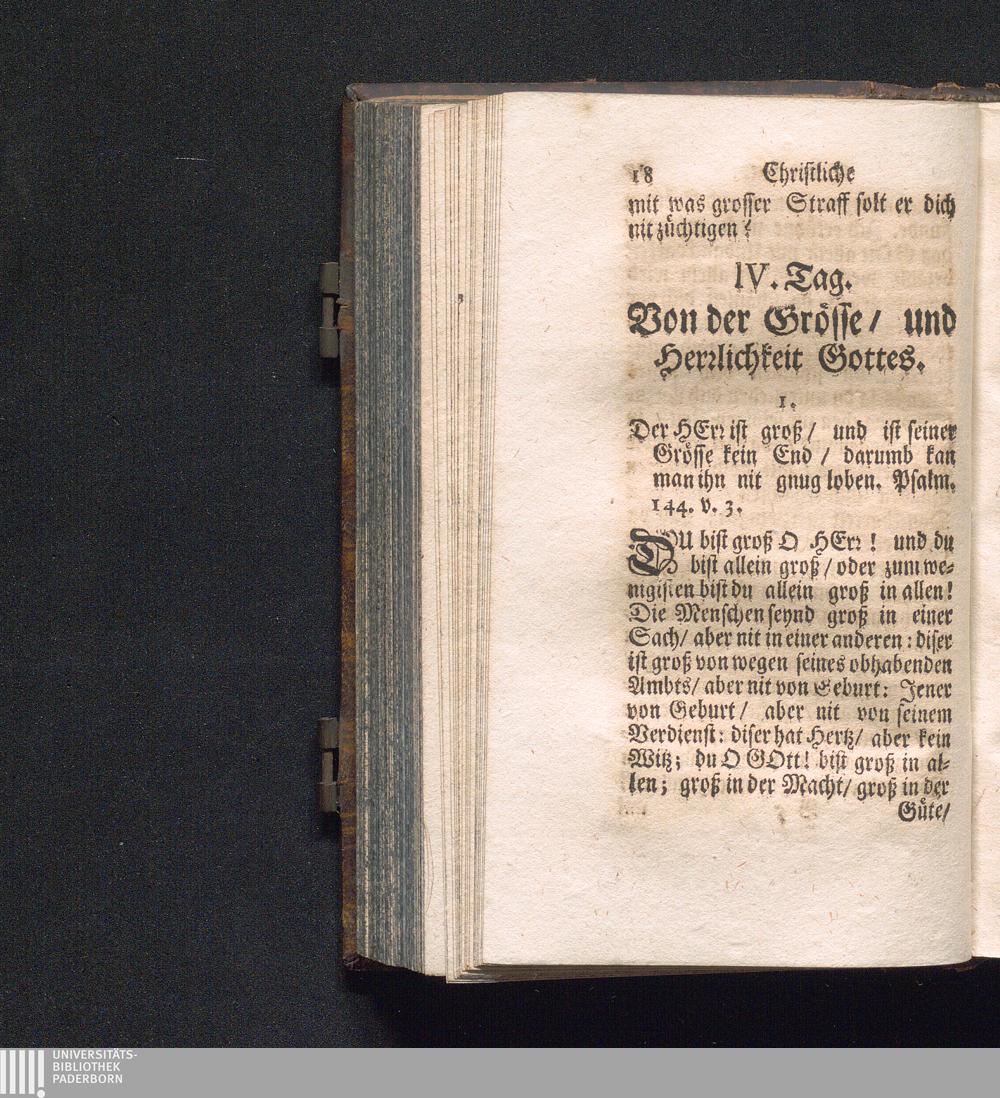 18 Christliche
mit was grosser Straff solt er dich
nit züchtigen?
IV. Tag.
Von der Grösse/ und
Herrlichkeit Gottes.
1.
Der HErr ist groß/ und ist seiner
Grösse kein End / darumb kan
man ihn nit gnug loben. Psalm.
144. v. 3.
DU bist groß O HErr! und du
bist allein groß/ oder zum we-
nigisten bist du allein groß in allen!
Die Menschen seynd groß in einer
Sach/ aber nit in einer anderen: diser
ist groß von wegen seines obhabenden
Ambts/ aber nit von Geburt: Jener
von Geburt/ aber nit von seinem
Verdienst: diser hat Hertz/ aber kein
Witz; du O GOtt! bist groß in al-
len; groß in der Macht/ groß in der
Güte/
UNIVERSITÄTS-
BIBLIOTHEK
PADERBORN